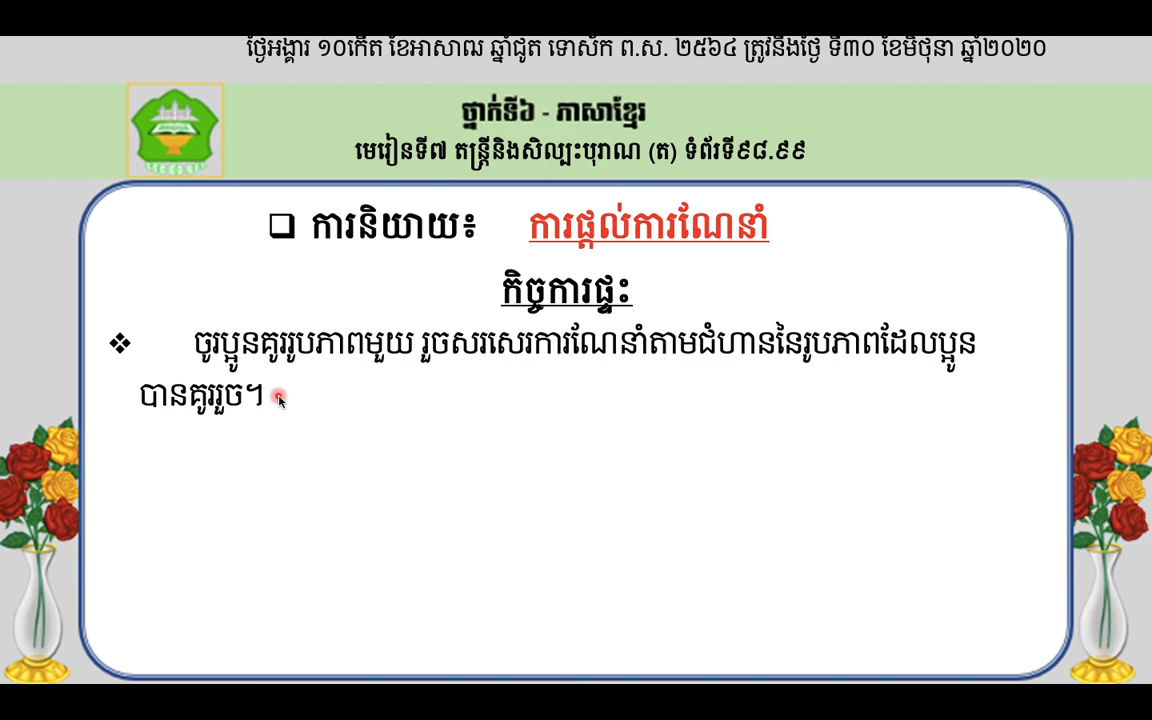 ថ្ងៃអង្គារ ១០កើត ខែអាសាឍ ឆ្នាំជូត ទោស័ក ព.ស. ២៥៦៤ ត្រូវនឹងថ្ងៃ ទី៣០ ខែមិថុនា ឆ្នាំ២០២០
ថ្នាក់ទី៦ - ភាសាខ្មែរ
មេរៀនទី៧ តន្ត្រីនិងសិល្បះបុរាណ (ត) ទំព័រទី៩៨.៩៩
ការនិយាយ៖ ការផ្ដល់ការណែនាំ
កិច្ចការផ្ទះ
ចូរប្អូនគូររូបភាពមួយ រួចសរសេរការណែនាំតាមជំហាននៃរូបភាពដែលប្អូន
បានគូររួច។